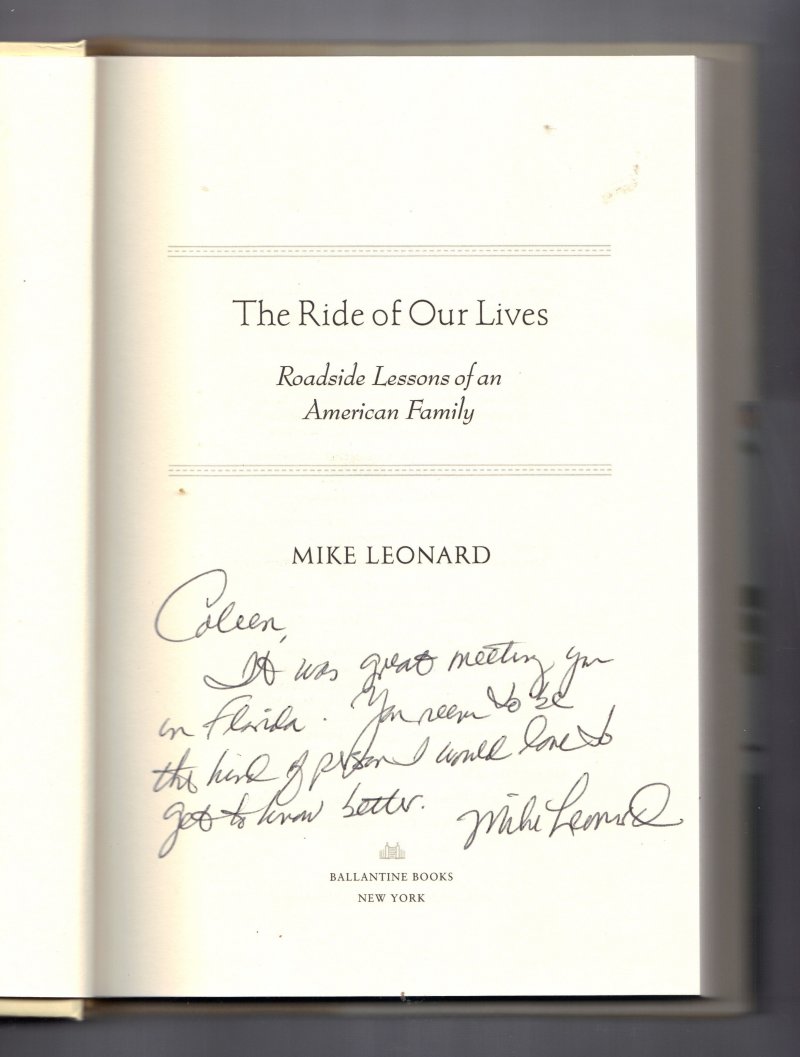 The Ride of Our Lives
Roadside Lessons of an
American Family
MIKE LEONARD
Coleen,
It was great meeting you
in Florida. You seem to be
the kind of person I would love to
get to know better.
Mike Leonard
BALLANTINE BOOKS
NEW YORK